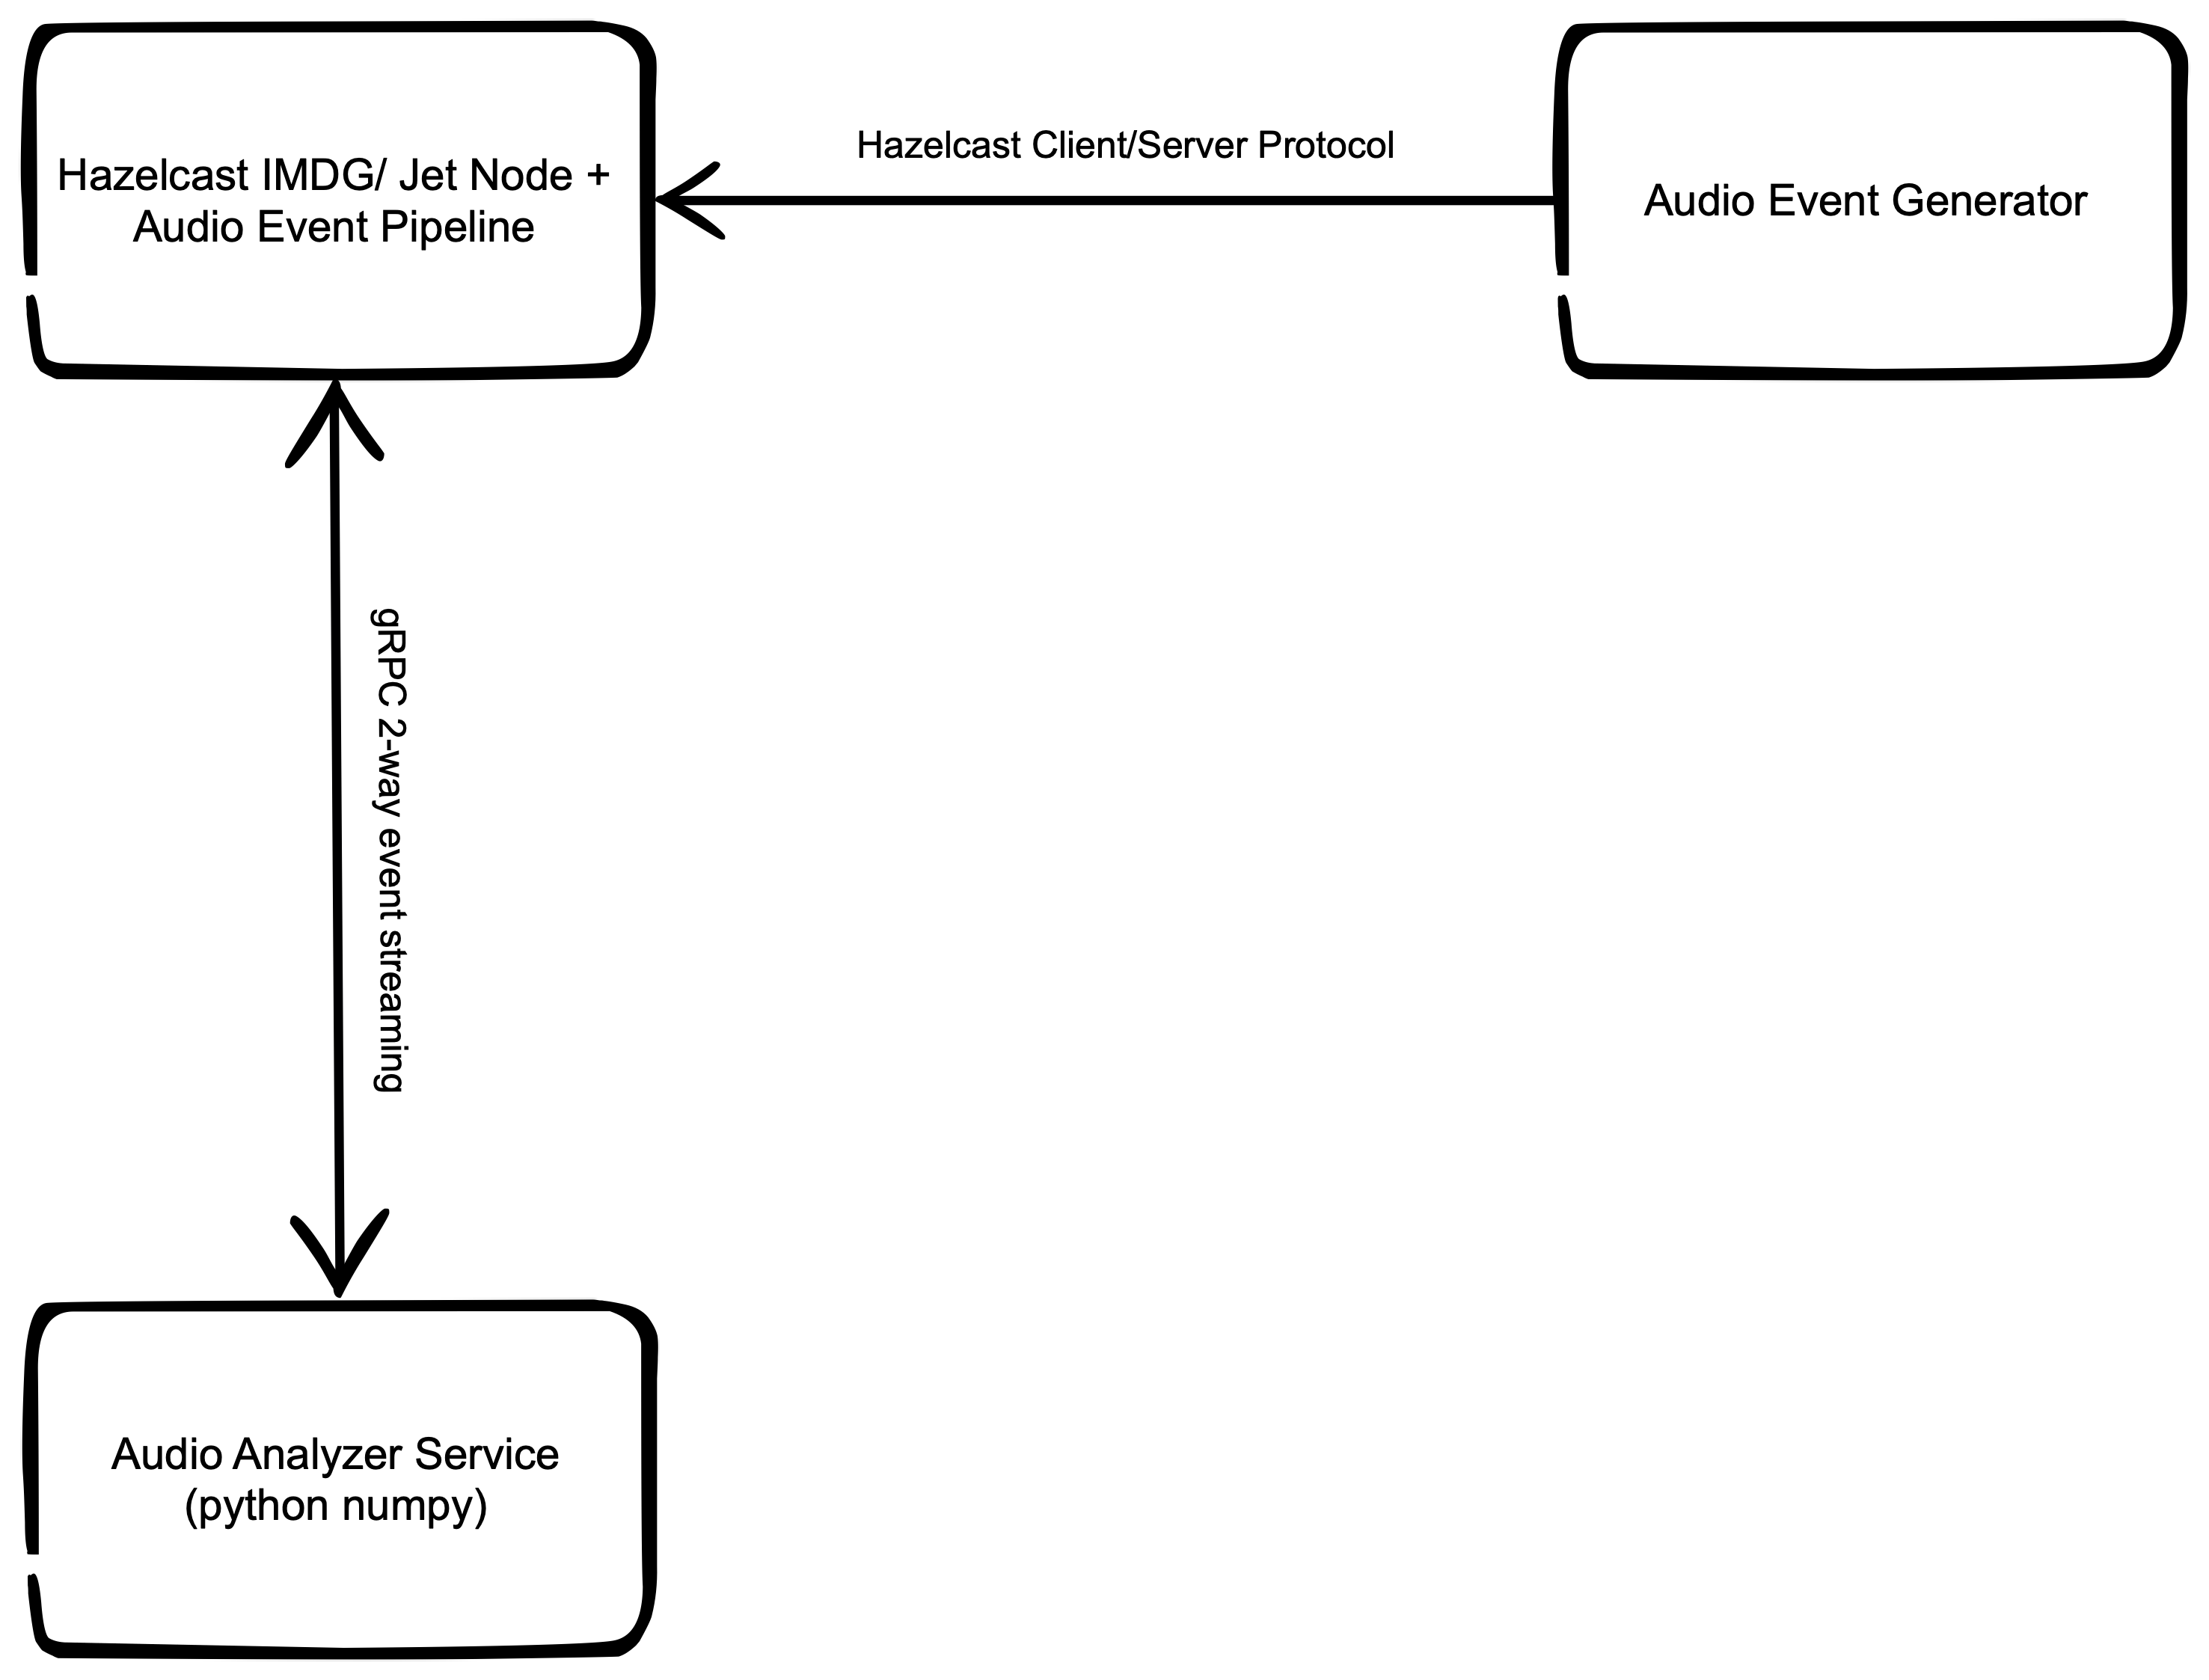 Hazelcast IMDG/ Jet Node +
Audio Event Pipeline
Hazelcast Client/Server Protocol
Audio Event Generator
gRPC 2-way event streaming
Audio Analyzer Service
(python numpy)